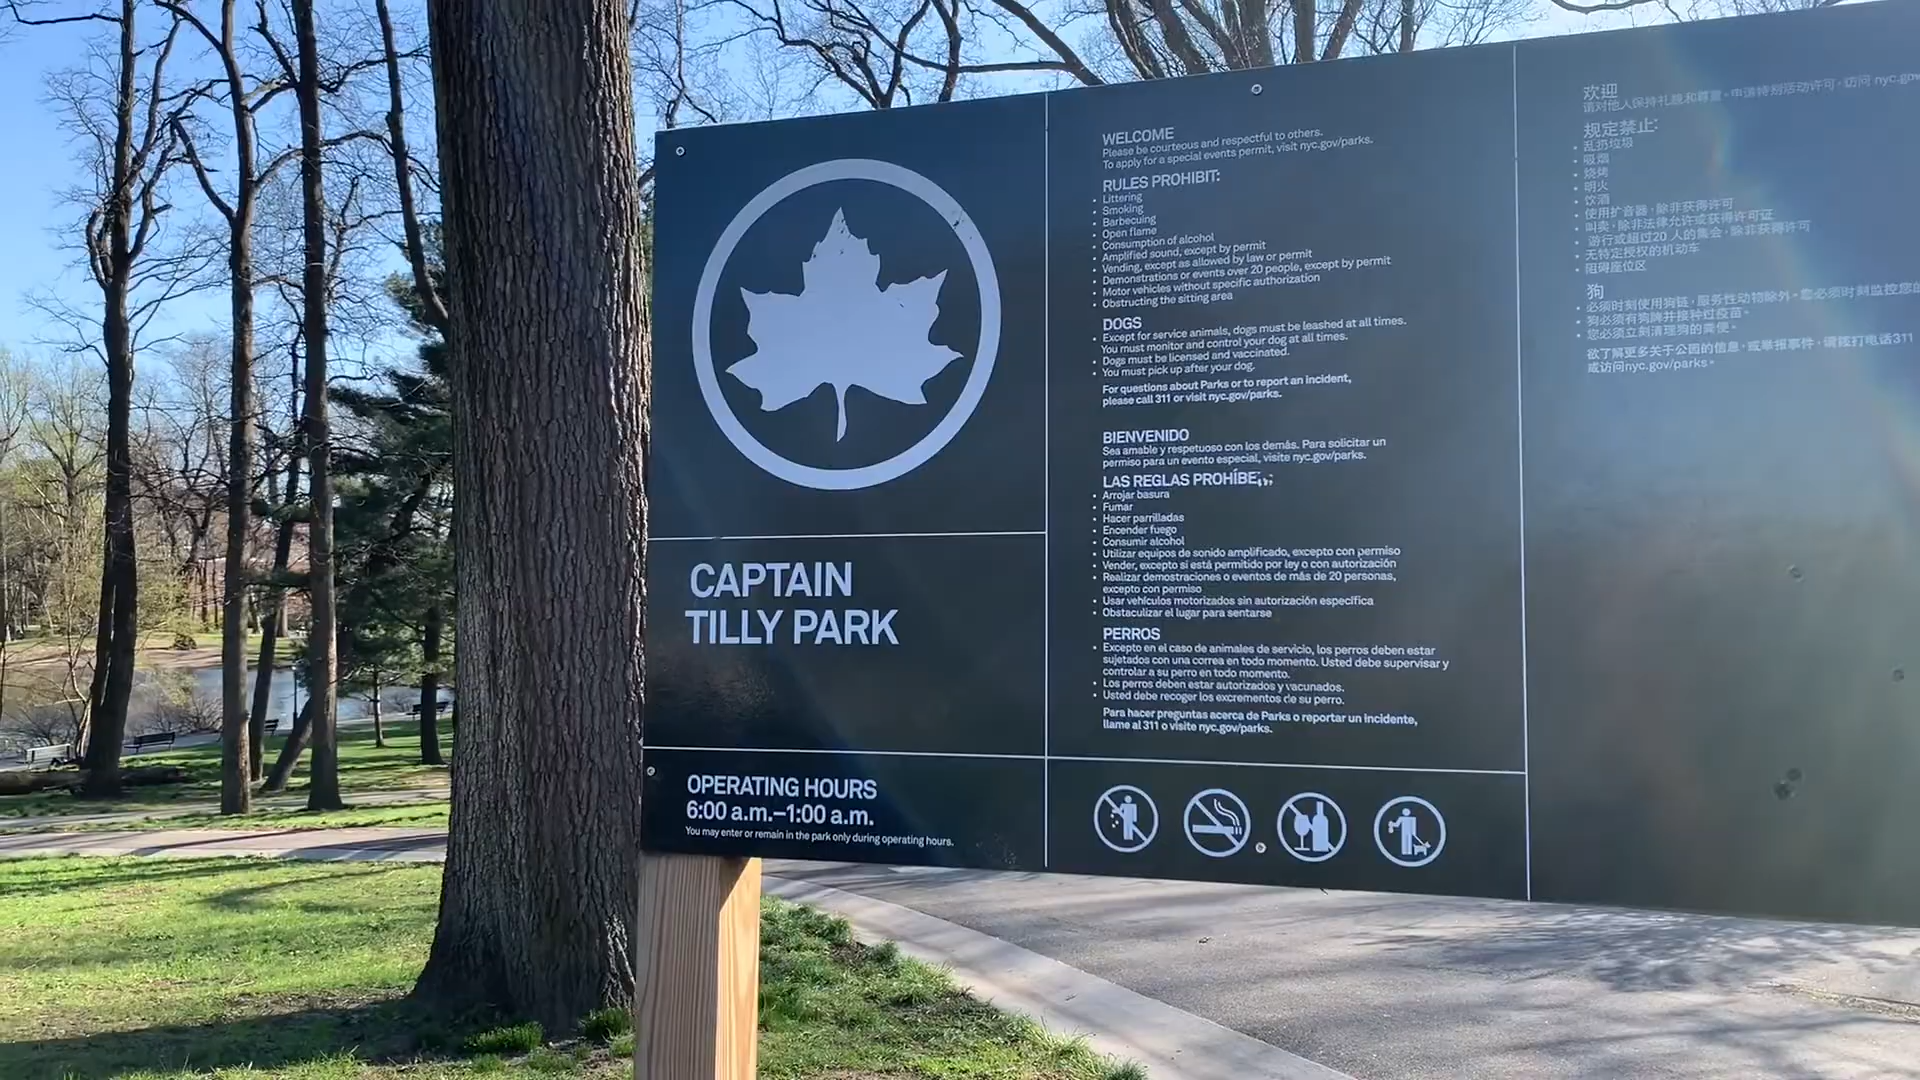 CAPTAIN
TILLY PARK
OPERATING HOURS
6:00 a.m.–1:00 a.m.
You may enter or remain in the park only during operating hours.
WELCOME
Please be courteous and respectful to others.
To apply for a special events permit, visit nyc.gov/parks.
RULES PROHIBIT:
• Littering
• Smoking
• Barbecuing
• Open flame
• Consumption of alcohol
• Amplified sound, except by permit
• Vending, except as allowed by law or permit
• Demonstrations or events over 20 people, except by permit
• Motor vehicles without specific authorization
• Obstructing the sitting area
DOGS
• Except for service animals, dogs must be leashed at all times.
You must monitor and control your dog at all times.
• Dogs must be licensed and vaccinated.
• You must pick up after your dog.
For questions about Parks or to report an incident,
please call 311 or visit nyc.gov/parks.
BIENVENIDO
Sea amable y respetuoso con los demás. Para solicitar un
permiso para un evento especial, visite nyc.gov/parks.
LAS REGLAS PROHÍBEN:
• Arrojar basura
• Fumar
• Hacer parrilladas
• Encender fuego
• Consumir alcohol
• Utilizar equipos de sonido amplificado, excepto con permiso
• Vender, excepto si está permitido por ley o con autorización
• Realizar demostraciones o eventos de más de 20 personas,
excepto con permiso
• Usar vehículos motorizados sin autorización específica
• Obstaculizar el lugar para sentarse
PERROS
• Excepto en el caso de animales de servicio, los perros deben estar
sujetados con una correa en todo momento. Usted debe supervisar y
controlar a su perro en todo momento.
• Los perros deben estar autorizados y vacunados.
• Usted debe recoger los excrementos de su perro.
Para hacer preguntas acerca de Parks o reportar un incidente,
llame al 311 o visite nyc.gov/parks.
欢迎
请对他人保持礼貌和尊重。申请特别活动许可,访问 nyc.gov
规定禁止:
• 乱扔垃圾
• 吸烟
• 烧烤
• 明火
• 饮酒
• 使用扩音器,除非获得许可
• 叫卖,除非法律允许或获得许可证
• 游行或超过20 人的集会,除非获得许可
• 无特定授权的机动车
• 阻碍座位区
狗
• 必须时刻使用狗链,服务性动物除外。您必须时刻监控您的
• 狗必须有狗牌并接种过疫苗。
• 您必须立刻清理狗的粪便。
欲了解更多关于公园的信息,或举报事件,请拨打电话311
或访问nyc.gov/parks。